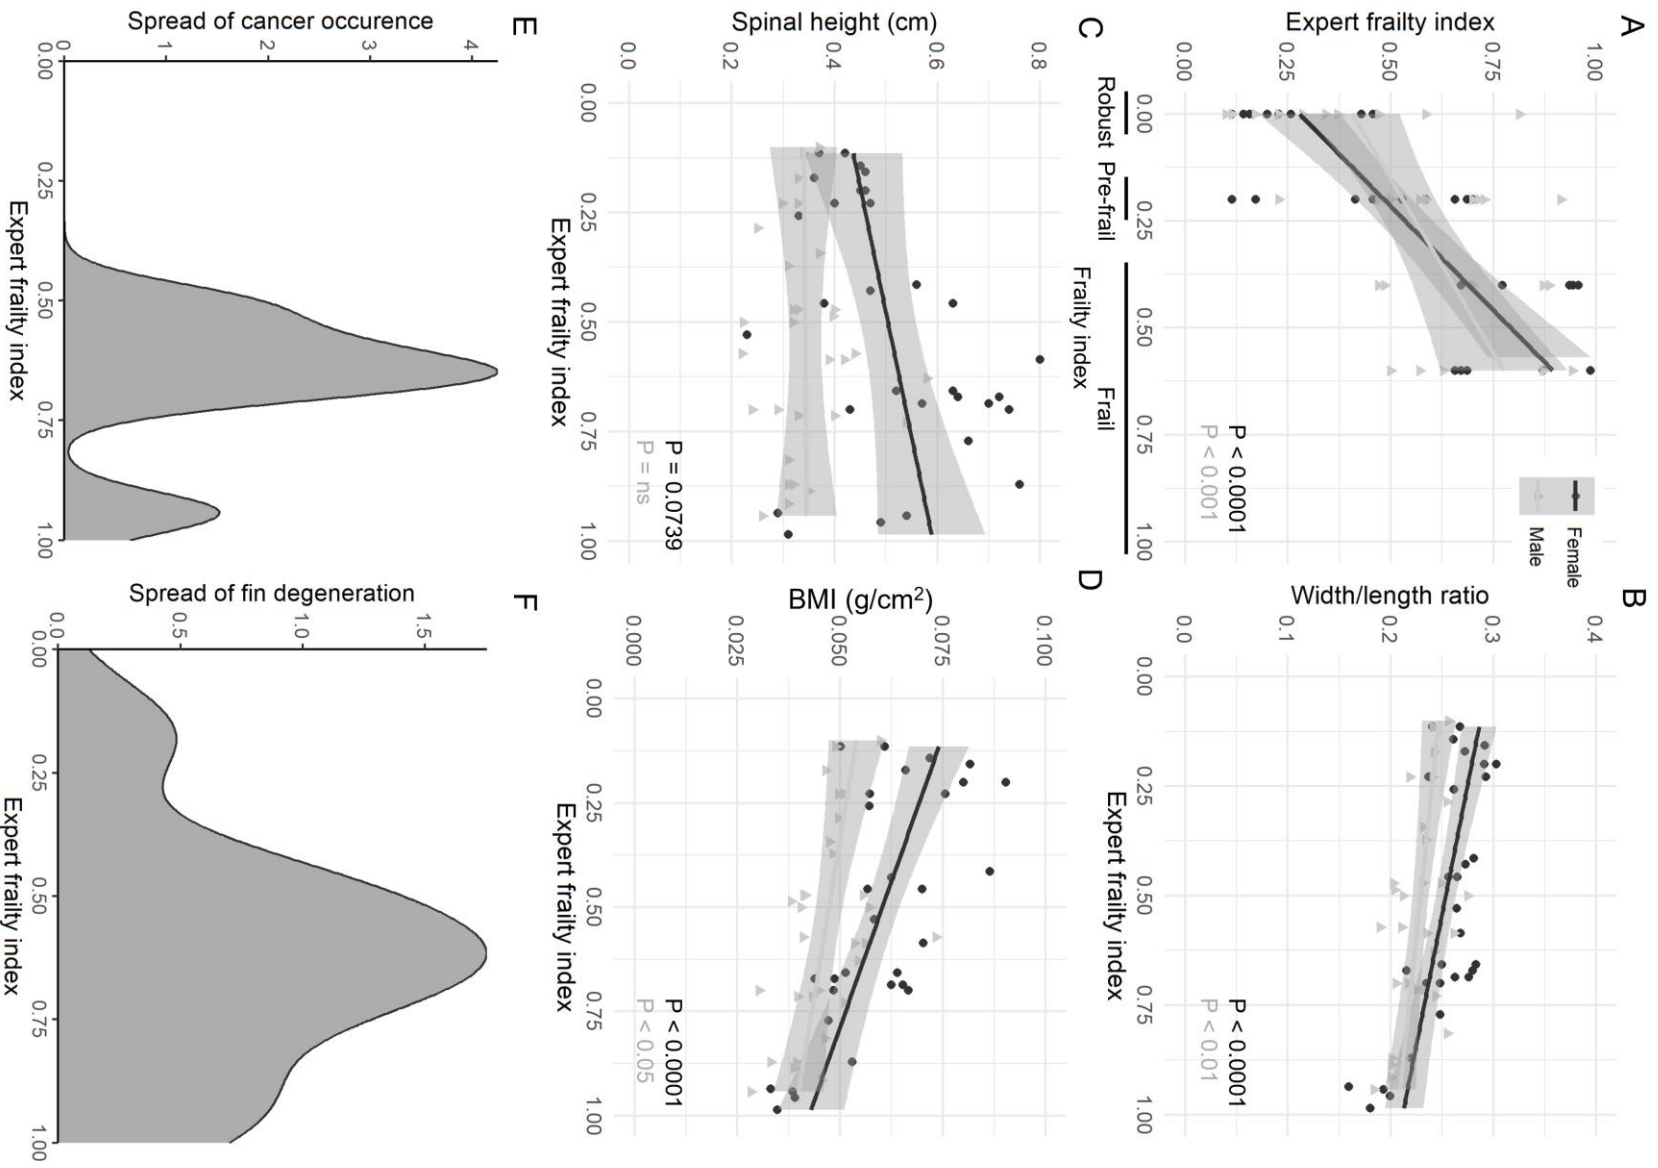 A
Expert frailty index
1.00
0.75
0.50
0.25
0.00
0.00
0.25
0.50
0.75
1.00
Robust
Pre-frail
Frail
Frailty index
Female
Male
P < 0.0001
P < 0.001
B
Width/length ratio
0.4
0.3
0.2
0.1
0.0
0.00
0.25
0.50
0.75
1.00
Expert frailty index
P < 0.0001
P < 0.01
C
Spinal height (cm)
0.8
0.6
0.4
0.2
0.0
0.00
0.25
0.50
0.75
1.00
Expert frailty index
P = 0.0739
P = ns
D
BMI (g/cm²)
0.100
0.075
0.050
0.025
0.000
0.00
0.25
0.50
0.75
1.00
Expert frailty index
P < 0.0001
P < 0.05
E
Spread of cancer occurence
4
3
2
1
0
0.00
0.25
0.50
0.75
1.00
Expert frailty index
F
Spread of fin degeneration
1.5
1.0
0.5
0.0
0.00
0.25
0.50
0.75
1.00
Expert frailty index